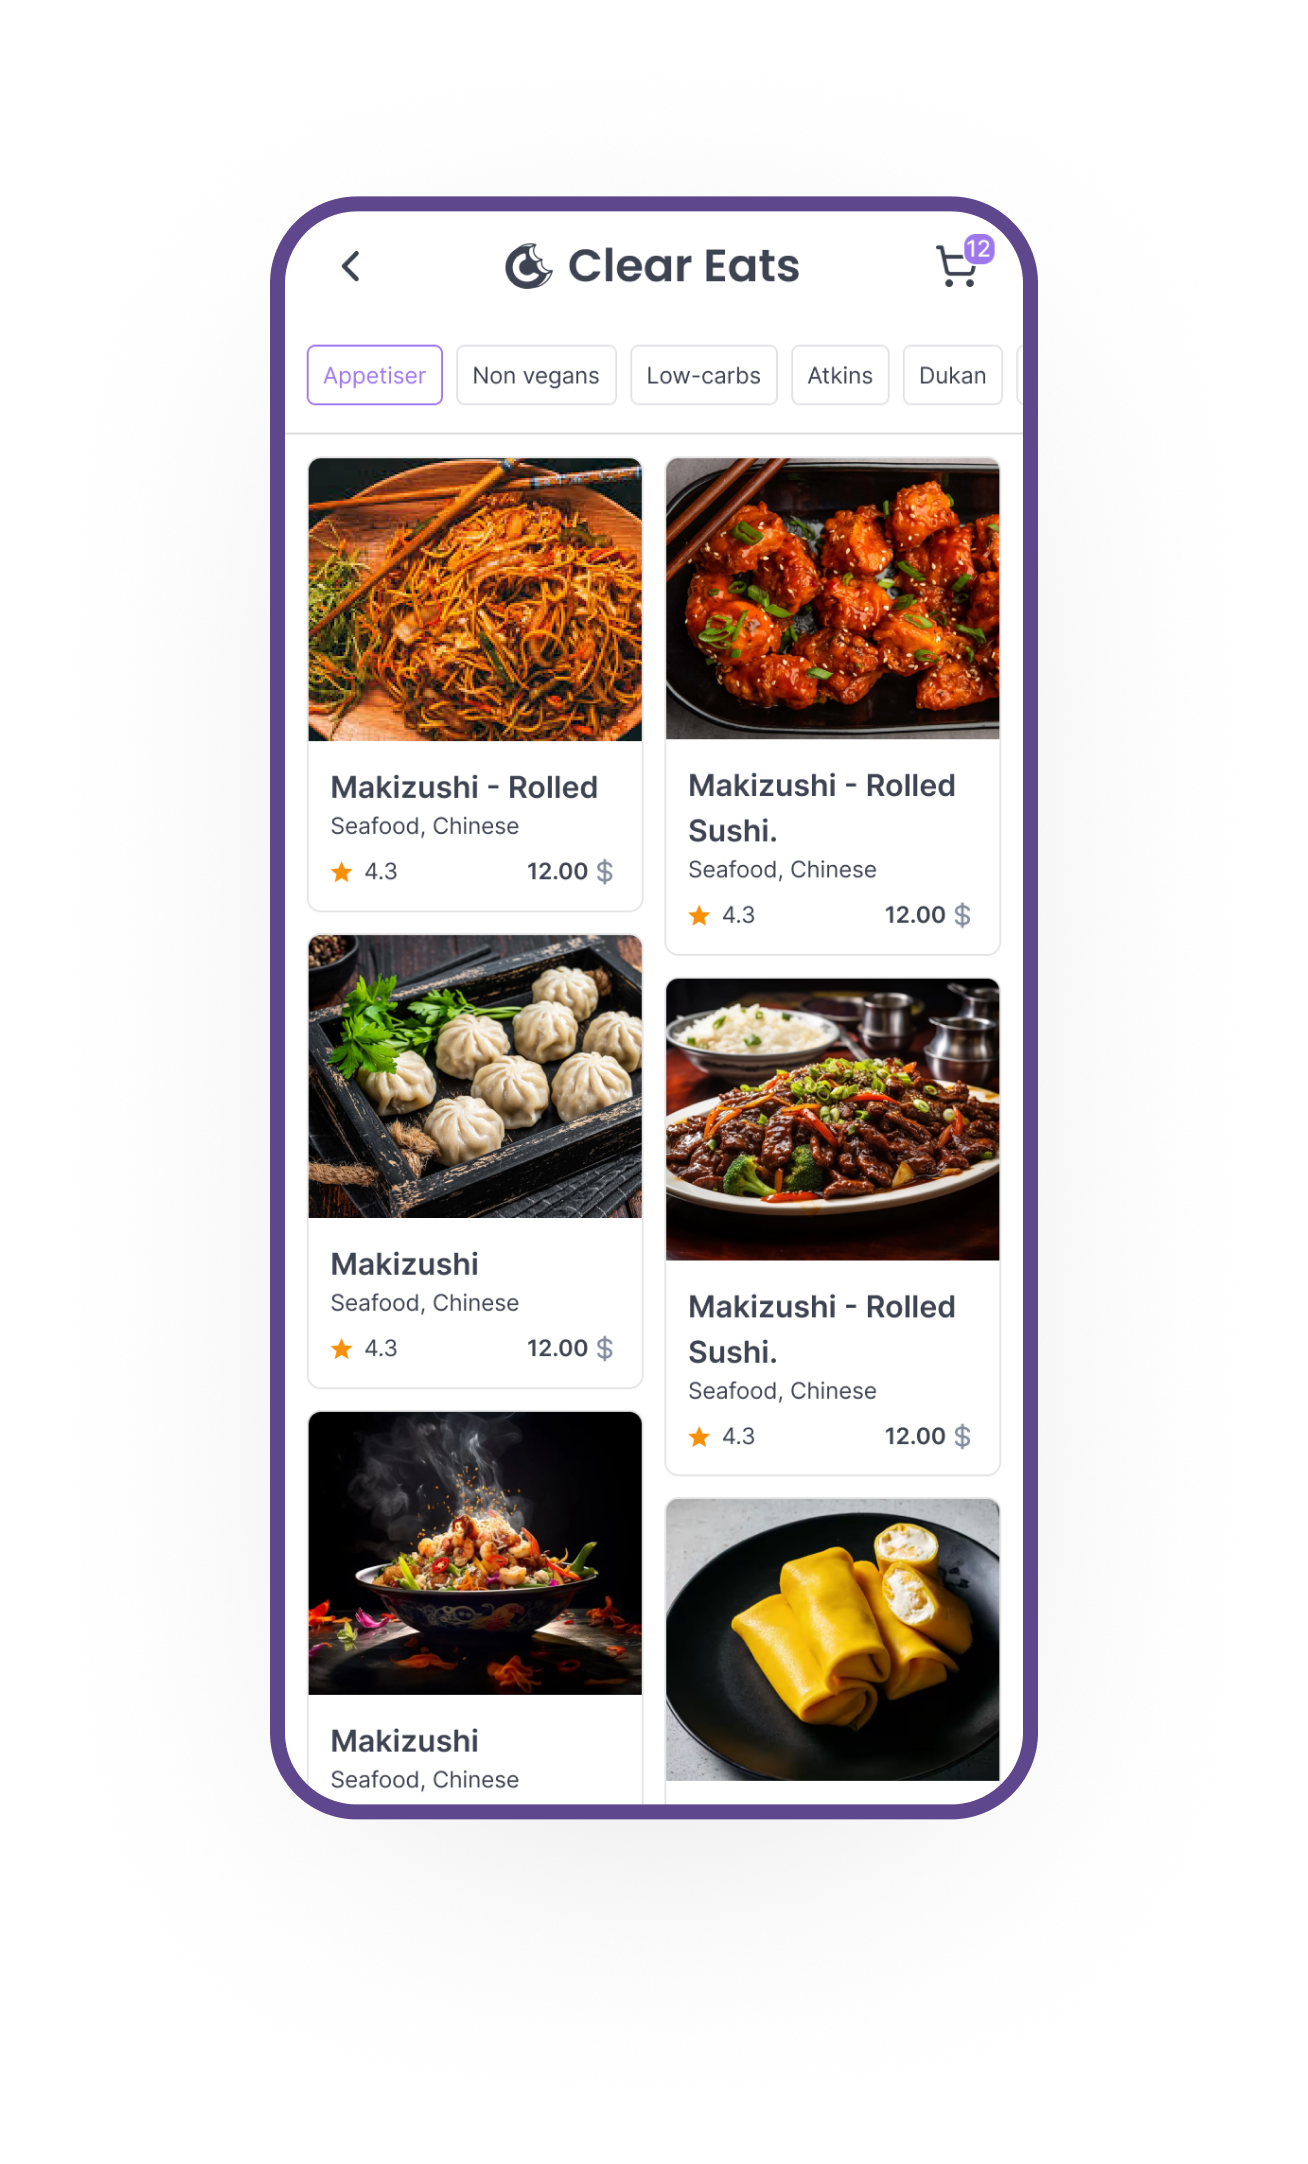 Clear Eats
12
Appetiser
Non vegans
Low-carbs
Atkins
Dukan
Makizushi - Rolled
Seafood, Chinese
4.3 12.00 $
Makizushi - Rolled
Sushi.
Seafood, Chinese
4.3 12.00 $
Makizushi
Seafood, Chinese
4.3 12.00 $
Makizushi - Rolled
Sushi.
Seafood, Chinese
4.3 12.00 $
Makizushi
Seafood, Chinese